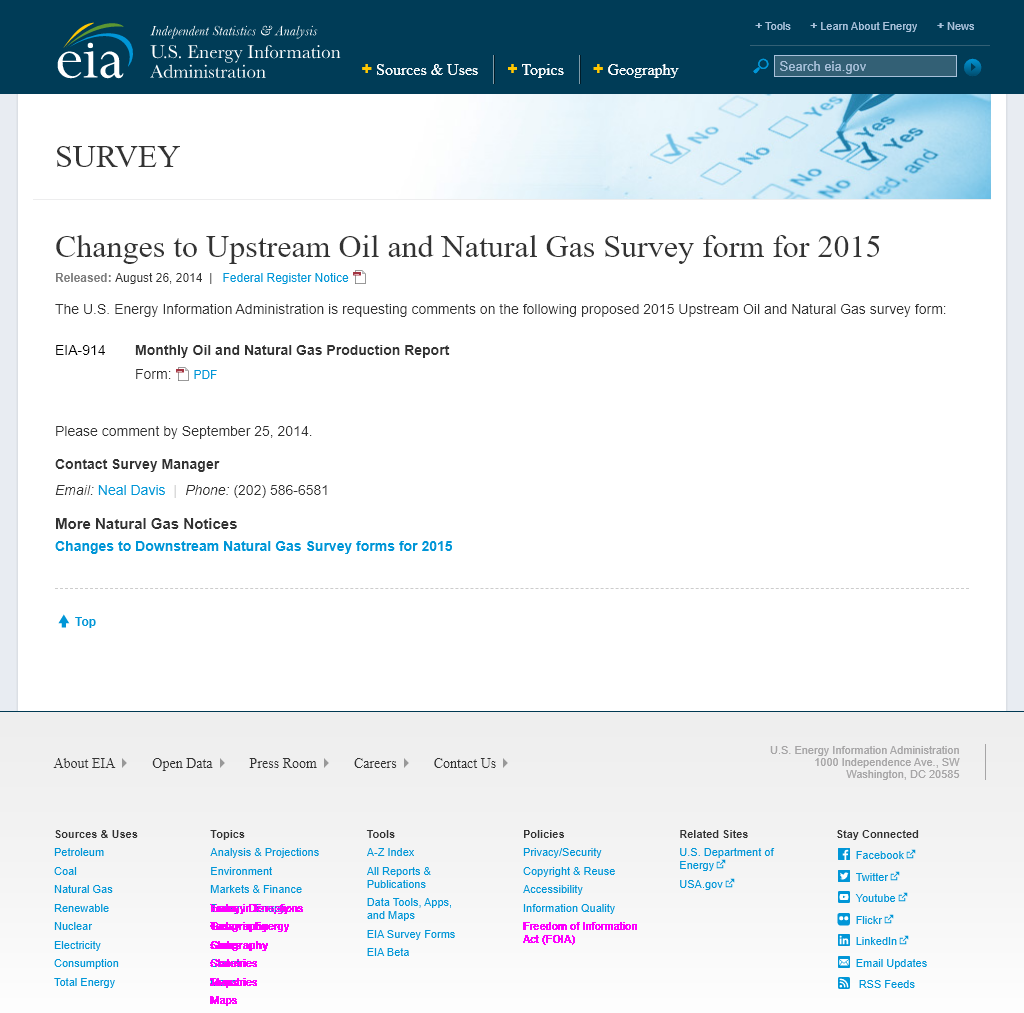 Independent Statistics & Analysis
U.S. Energy Information
Administration
eia
+ Tools + Learn About Energy + News
+ Sources & Uses + Topics + Geography
Search eia.gov
SURVEY
No Yes Yes
No Yes
No No
red, and
Changes to Upstream Oil and Natural Gas Survey form for 2015
Released: August 26, 2014 | Federal Register Notice
The U.S. Energy Information Administration is requesting comments on the following proposed 2015 Upstream Oil and Natural Gas survey form:
EIA-914 Monthly Oil and Natural Gas Production Report
Form: PDF
Please comment by September 25, 2014.
Contact Survey Manager
Email: Neal Davis | Phone: (202) 586-6581
More Natural Gas Notices
Changes to Downstream Natural Gas Survey forms for 2015
Top
About EIA Open Data Press Room Careers Contact Us
U.S. Energy Information Administration
1000 Independence Ave., SW
Washington, DC 20585
Sources & Uses
Petroleum
Coal
Natural Gas
Renewable
Nuclear
Electricity
Consumption
Total Energy
Topics
Analysis & Projections
Environment
Markets & Finance
Maps
Tools
A-Z Index
All Reports &
Publications
Data Tools, Apps,
and Maps
EIA Survey Forms
EIA Beta
Policies
Privacy/Security
Copyright & Reuse
Accessibility
Information Quality
Freedom of Information
Act (FOIA)
Related Sites
U.S. Department of
Energy
USA.gov
Stay Connected
Facebook
Twitter
Youtube
Flickr
LinkedIn
Email Updates
RSS Feeds